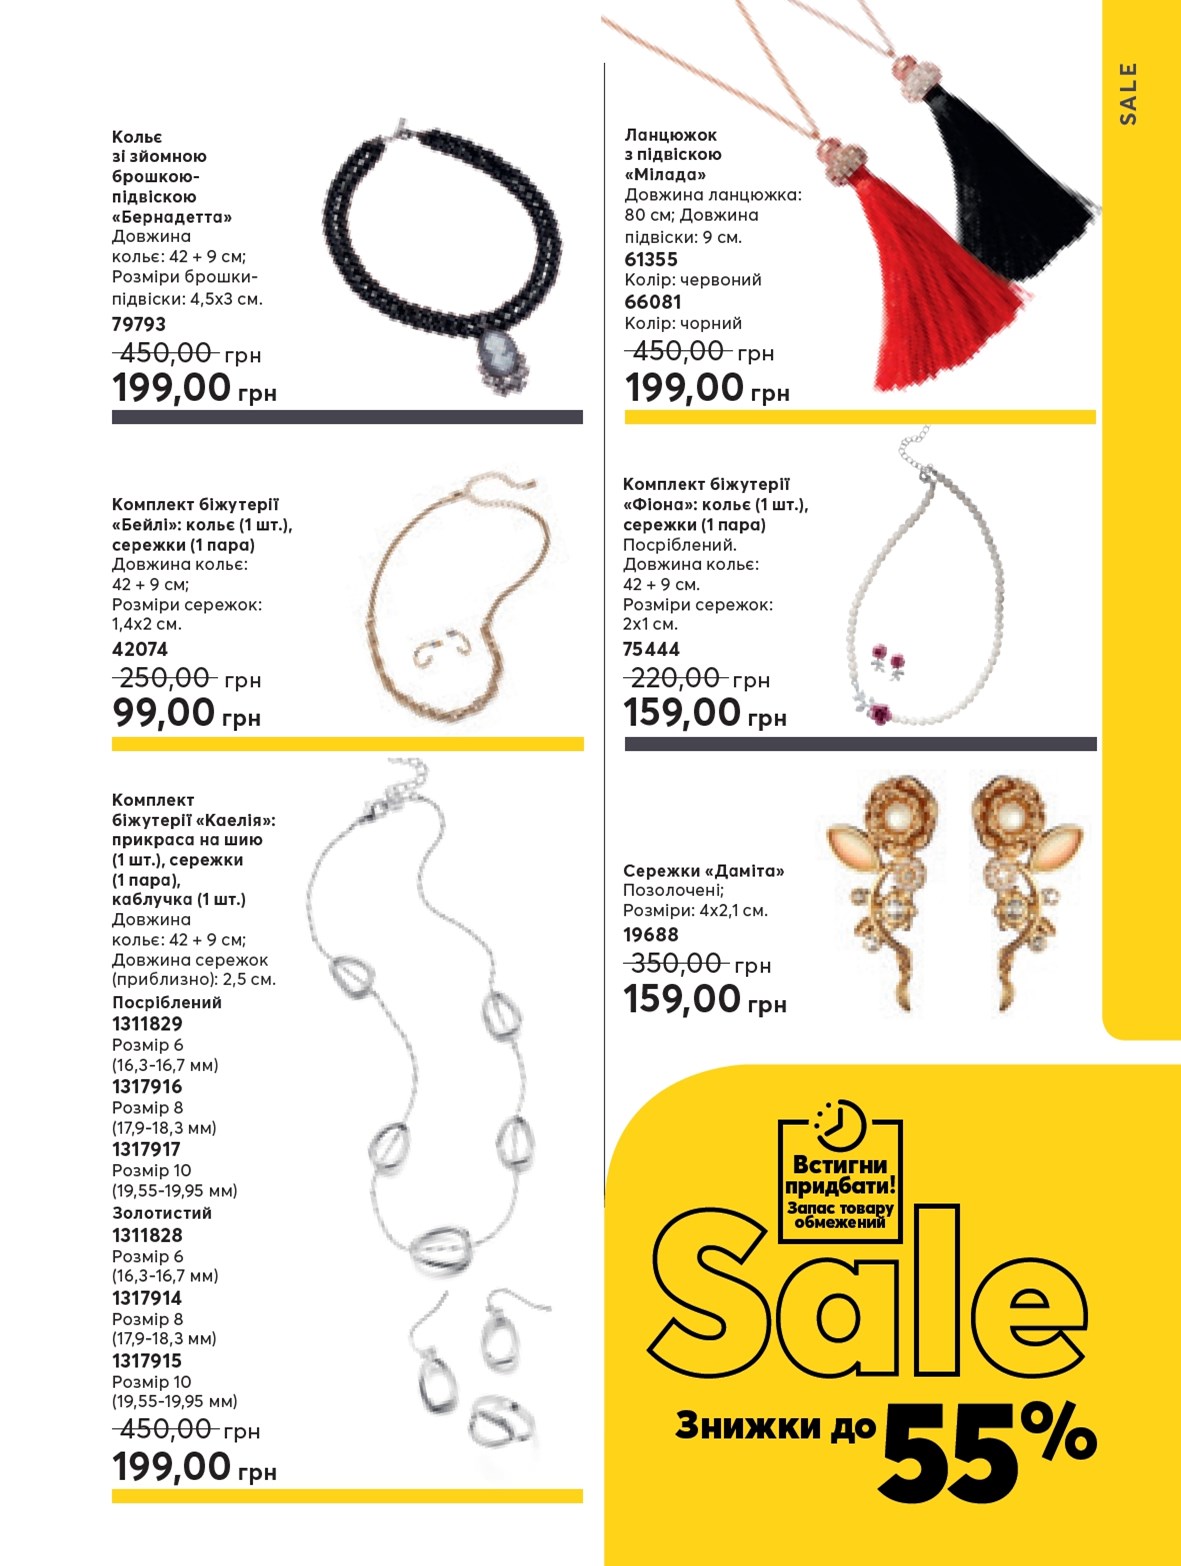 Кольє
зі зйомною
брошкою-
підвіскою
«Бернадетта»
Довжина
кольє: 42 + 9 см;
Розміри брошки-
підвіски: 4,5х3 см.
79793
450,00 грн
199,00 грн
Комплект біжутерії
«Бейлі»: кольє (1 шт.),
сережки (1 пара)
Довжина кольє:
42 + 9 см;
Розміри сережок:
1,4х2 см.
42074
250,00 грн
99,00 грн
Комплект
біжутерії «Каелія»:
прикраса на шию
(1 шт.), сережки
(1 пара),
каблучка (1 шт.)
Довжина
кольє: 42 + 9 см;
Довжина сережок
(приблизно): 2,5 см.
Посріблений
1311829
Розмір 6
(16,3-16,7 мм)
1317916
Розмір 8
(17,9-18,3 мм)
1317917
Розмір 10
(19,55-19,95 мм)
Золотистий
1311828
Розмір 6
(16,3-16,7 мм)
1317914
Розмір 8
(17,9-18,3 мм)
1317915
Розмір 10
(19,55-19,95 мм)
450,00 грн
199,00 грн
Ланцюжок
з підвіскою
«Мілада»
Довжина ланцюжка:
80 см; Довжина
підвіски: 9 см.
61355
Колір: червоний
66081
Колір: чорний
450,00 грн
199,00 грн
Комплект біжутерії
«Фіона»: кольє (1 шт.),
сережки (1 пара)
Посріблений.
Довжина кольє:
42 + 9 см.
Розміри сережок:
2х1 см.
75444
220,00 грн
159,00 грн
Сережки «Даміта»
Позолочені;
Розміри: 4х2,1 см.
19688
350,00 грн
159,00 грн
SALE
Встигни
придбати!
Запас товару
обмежений
Sale
Знижки до 55%